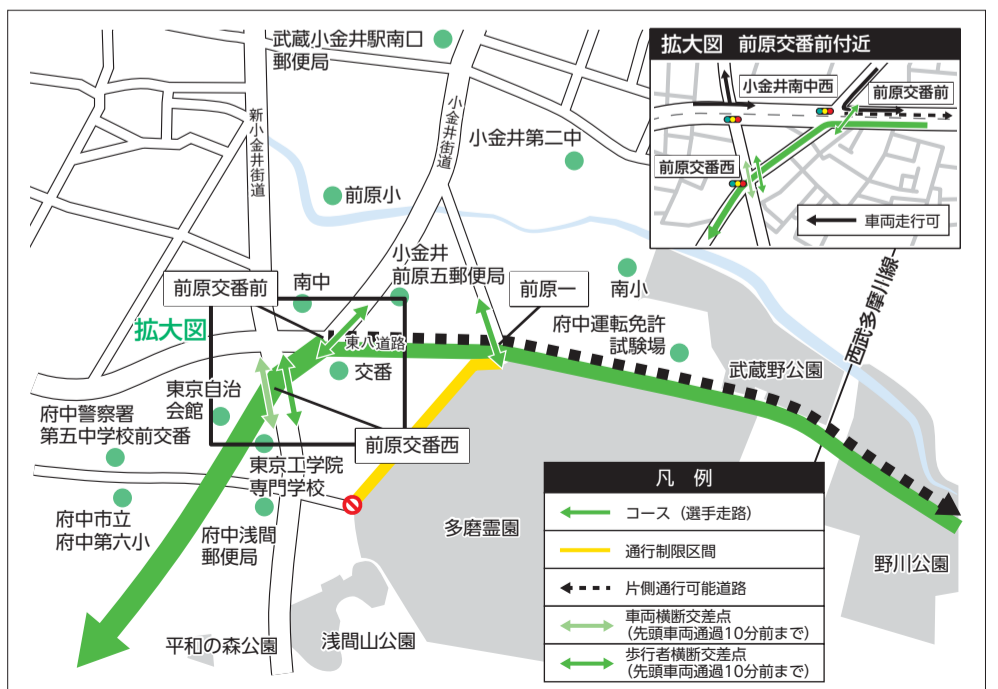 武蔵小金井駅南口
郵便局
新小金井街道
小金井街道
小金井第二中
前原小
拡大図 前原交番前付近
小金井南中西
前原交番前
前原交番西
車両走行可
小金井
前原五郵便局
南中
前原交番前
前原一
南小
拡大図
東八道路
交番
府中運転免許
試験場
西武多摩川線
武蔵野公園
東京自治
会館
府中警察署
第五中学校前交番
前原交番西
東京工学院
専門学校
府中市立
府中第六小
府中浅間
郵便局
多磨霊園
野川公園
平和の森公園
浅間山公園
凡 例
コース（選手走路）
通行制限区間
片側通行可能道路
車両横断交差点
（先頭車両通過10分前まで）
歩行者横断交差点
（先頭車両通過10分前まで）